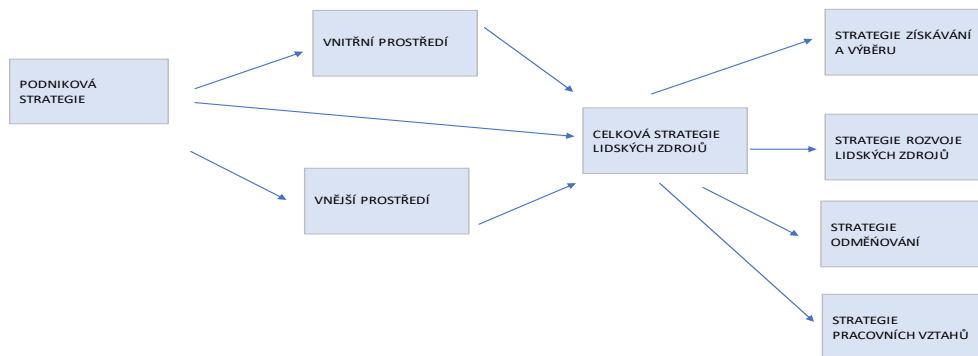 PODNIKOVÁ
STRATEGIE
VNITŘNÍ PROSTŘEDÍ
VNĚJŠÍ PROSTŘEDÍ
CELKOVÁ STRATEGIE
LIDSKÝCH ZDROJŮ
STRATEGIE ZÍSKÁVÁNÍ
A VÝBĚRU
STRATEGIE ROZVOJE
LIDSKÝCH ZDROJŮ
STRATEGIE
ODMĚŇOVÁNÍ
STRATEGIE
PRACOVNÍCH VZTAHŮ